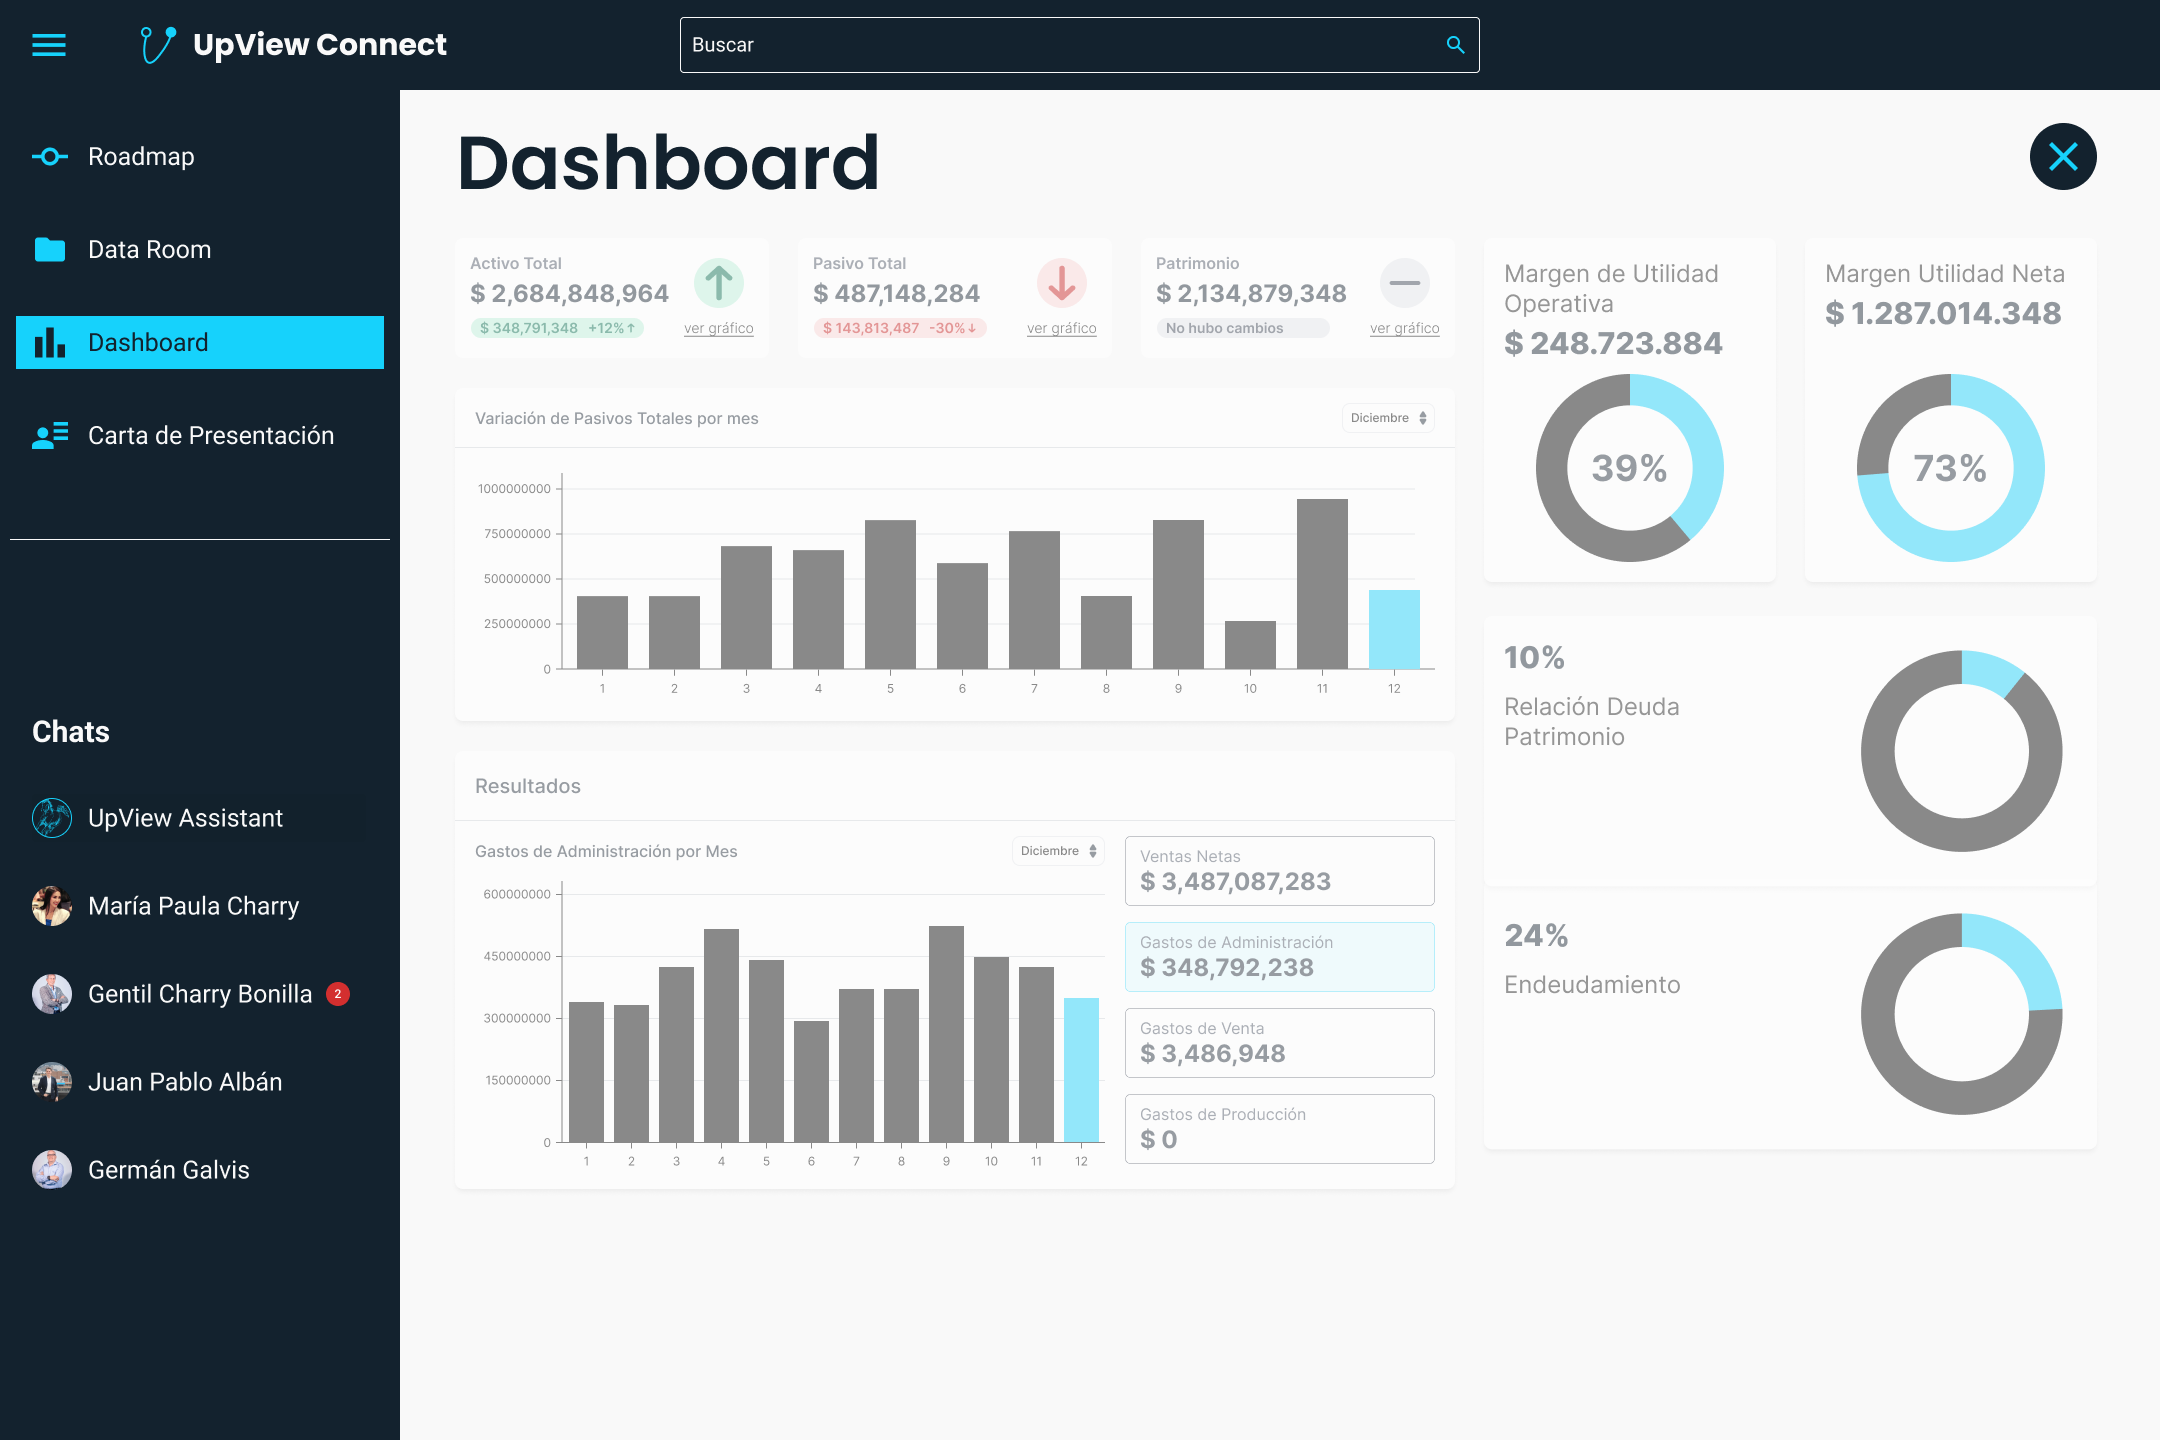 UpView Connect
Buscar
Roadmap
Data Room
Dashboard
Carta de Presentación
Chats
UpView Assistant
María Paula Charry
Gentil Charry Bonilla 2
Juan Pablo Albán
Germán Galvis
Dashboard
Activo Total
$ 2,684,848,964
$ 348,791,348 +12%↑
ver gráfico
Pasivo Total
$ 487,148,284
$ 143,813,487 -30%↓
ver gráfico
Patrimonio
$ 2,134,879,348
No hubo cambios
ver gráfico
Variación de Pasivos Totales por mes
Diciembre
1000000000
750000000
500000000
250000000
0
1 2 3 4 5 6 7 8 9 10 11 12
Resultados
Gastos de Administración por Mes
Diciembre
600000000
450000000
300000000
150000000
0
1 2 3 4 5 6 7 8 9 10 11 12
Ventas Netas
$ 3,487,087,283
Gastos de Administración
$ 348,792,238
Gastos de Venta
$ 3,486,948
Gastos de Producción
$ 0
Margen de Utilidad
Operativa
$ 248.723.884
39%
Margen Utilidad Neta
$ 1.287.014.348
73%
10%
Relación Deuda
Patrimonio
24%
Endeudamiento